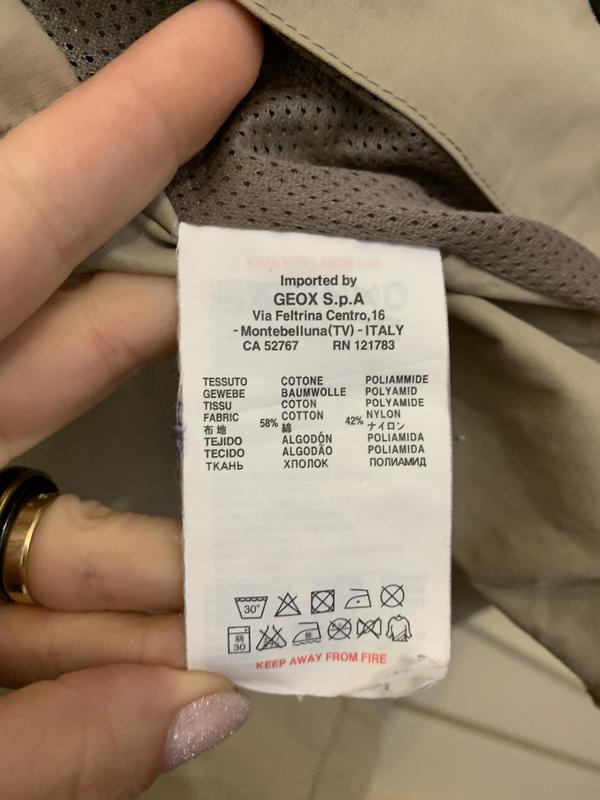 Imported by
GEOX S.p.A
Via Feltrina Centro,16
- Montebelluna(TV) - ITALY
CA 52767 RN 121783
TESSUTO COTONE POLIAMMIDE
GEWEBE BAUMWOLLE POLYAMID
TISSU COTON POLYAMIDE
FABRIC 58% COTTON 42% NYLON
布地 綿 ナイロン
TEJIDO ALGODÓN POLIAMIDA
TECIDO ALGODÃO POLIAMIDA
ТКАНЬ ХЛОПОК ПОЛИАМИД
30°
弱
30
KEEP AWAY FROM FIRE